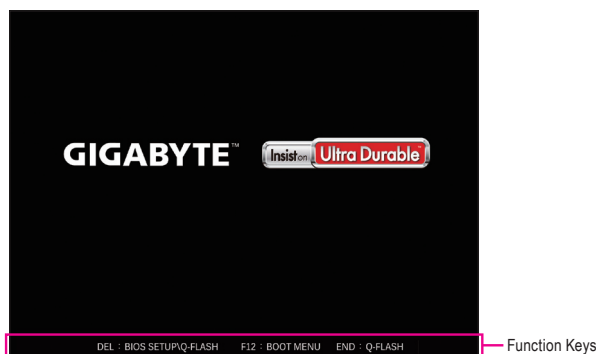 GIGABYTE™
Insist on Ultra Durable™
DEL : BIOS SETUP\Q-FLASH F12 : BOOT MENU END : Q-FLASH
Function Keys